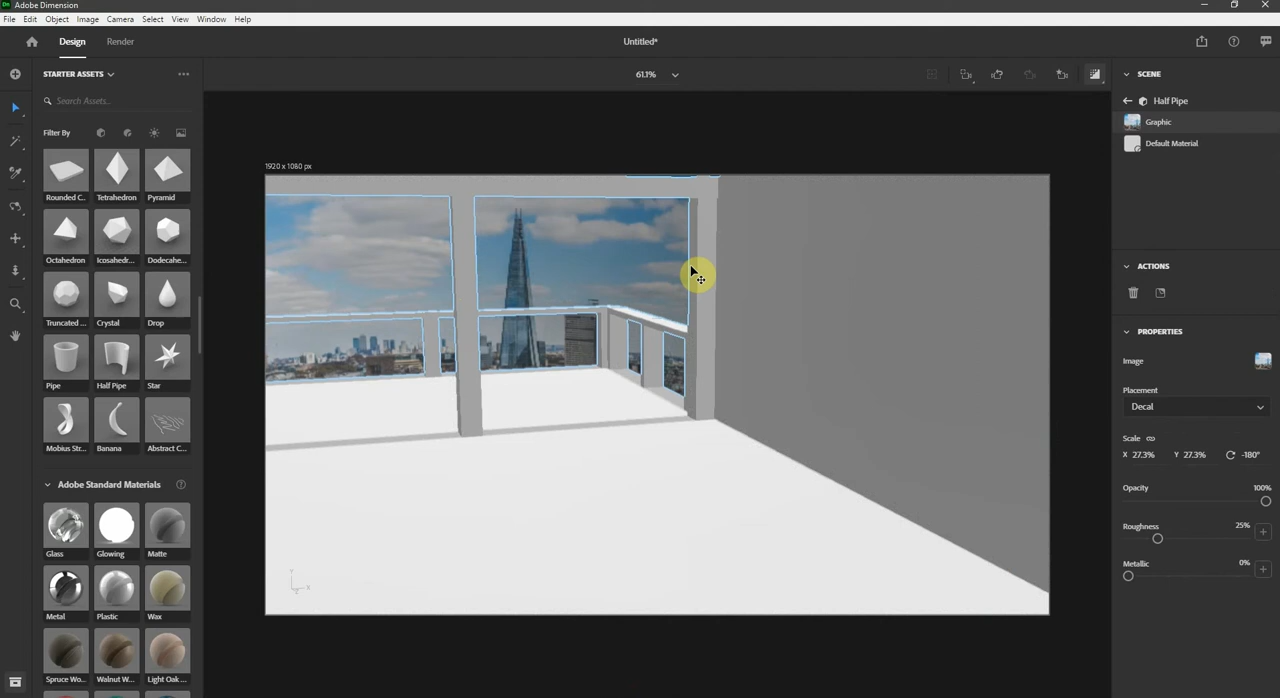 Dn Adobe Dimension
File Edit Object Image Camera Select View Window Help
Design Render Untitled*
STARTER ASSETS
61.1%
Search Assets...
Filter By
Rounded C.. Tetrahedron Pyramid
Octahedron Icosahedr... Dodecahe...
Truncated ... Crystal Drop
Pipe Half Pipe Star
Mobius Str... Banana Abstract C...
Adobe Standard Materials
Glass Glowing Matte
Metal Plastic Wax
Spruce Wo... Walnut W... Light Oak ...
1920 x 1080 px
SCENE
Half Pipe
Graphic
Default Material
ACTIONS
PROPERTIES
Image
Placement
Decal
Scale
X 27.3% Y 27.3% -180°
Opacity 100%
Roughness 25%
Metallic 0%